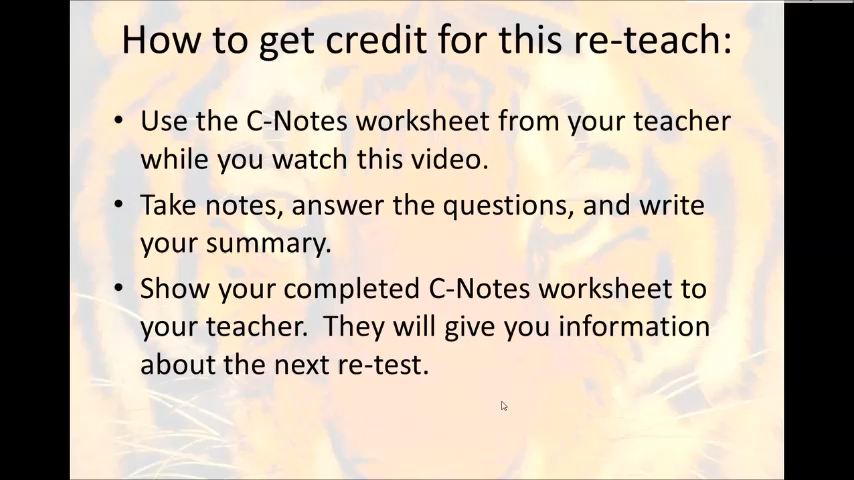 How to get credit for this re-teach:
• Use the C-Notes worksheet from your teacher
while you watch this video.
• Take notes, answer the questions, and write
your summary.
• Show your completed C-Notes worksheet to
your teacher.  They will give you information
about the next re-test.